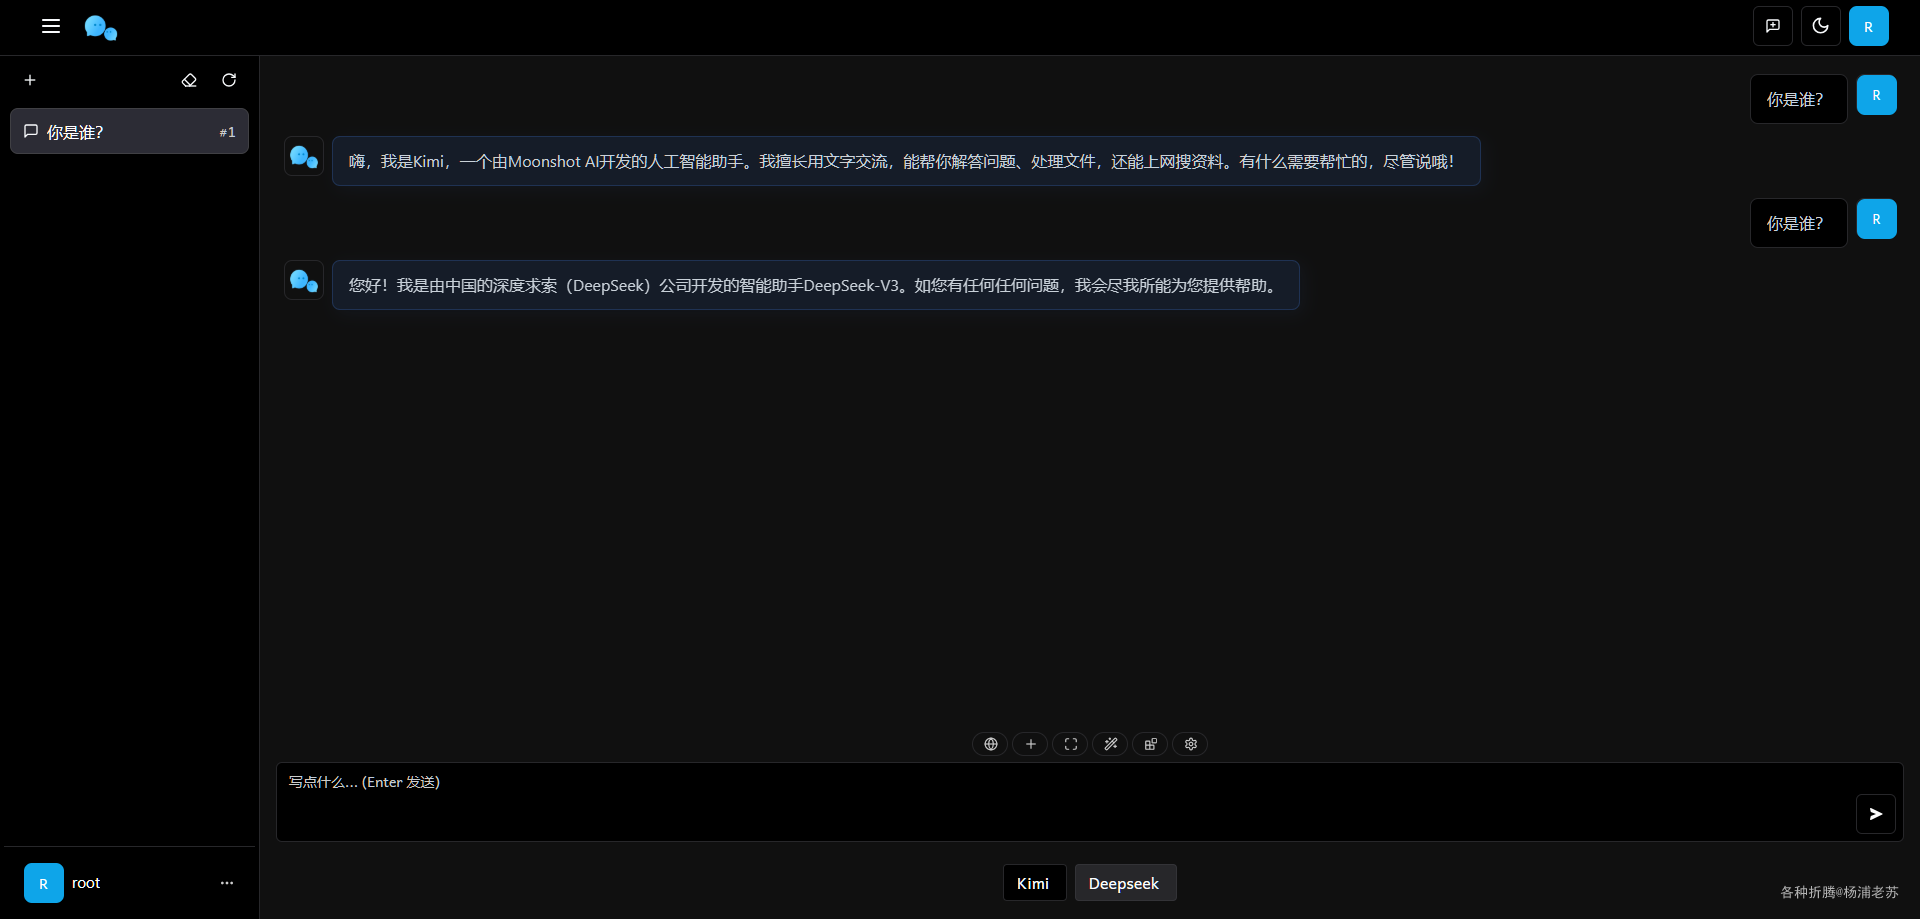 R
你是谁?
#1
你是谁?
R
嗨，我是Kimi，一个由Moonshot AI开发的人工智能助手。我擅长用文字交流，能帮你解答问题、处理文件，还能上网搜资料。有什么需要帮忙的，尽管说哦！
你是谁?
R
您好！我是由中国的深度求索（DeepSeek）公司开发的智能助手DeepSeek-V3。如您有任何任何问题，我会尽我所能为您提供帮助。
写点什么... (Enter 发送)
R
root
Kimi
Deepseek
各种折腾@杨浦老苏